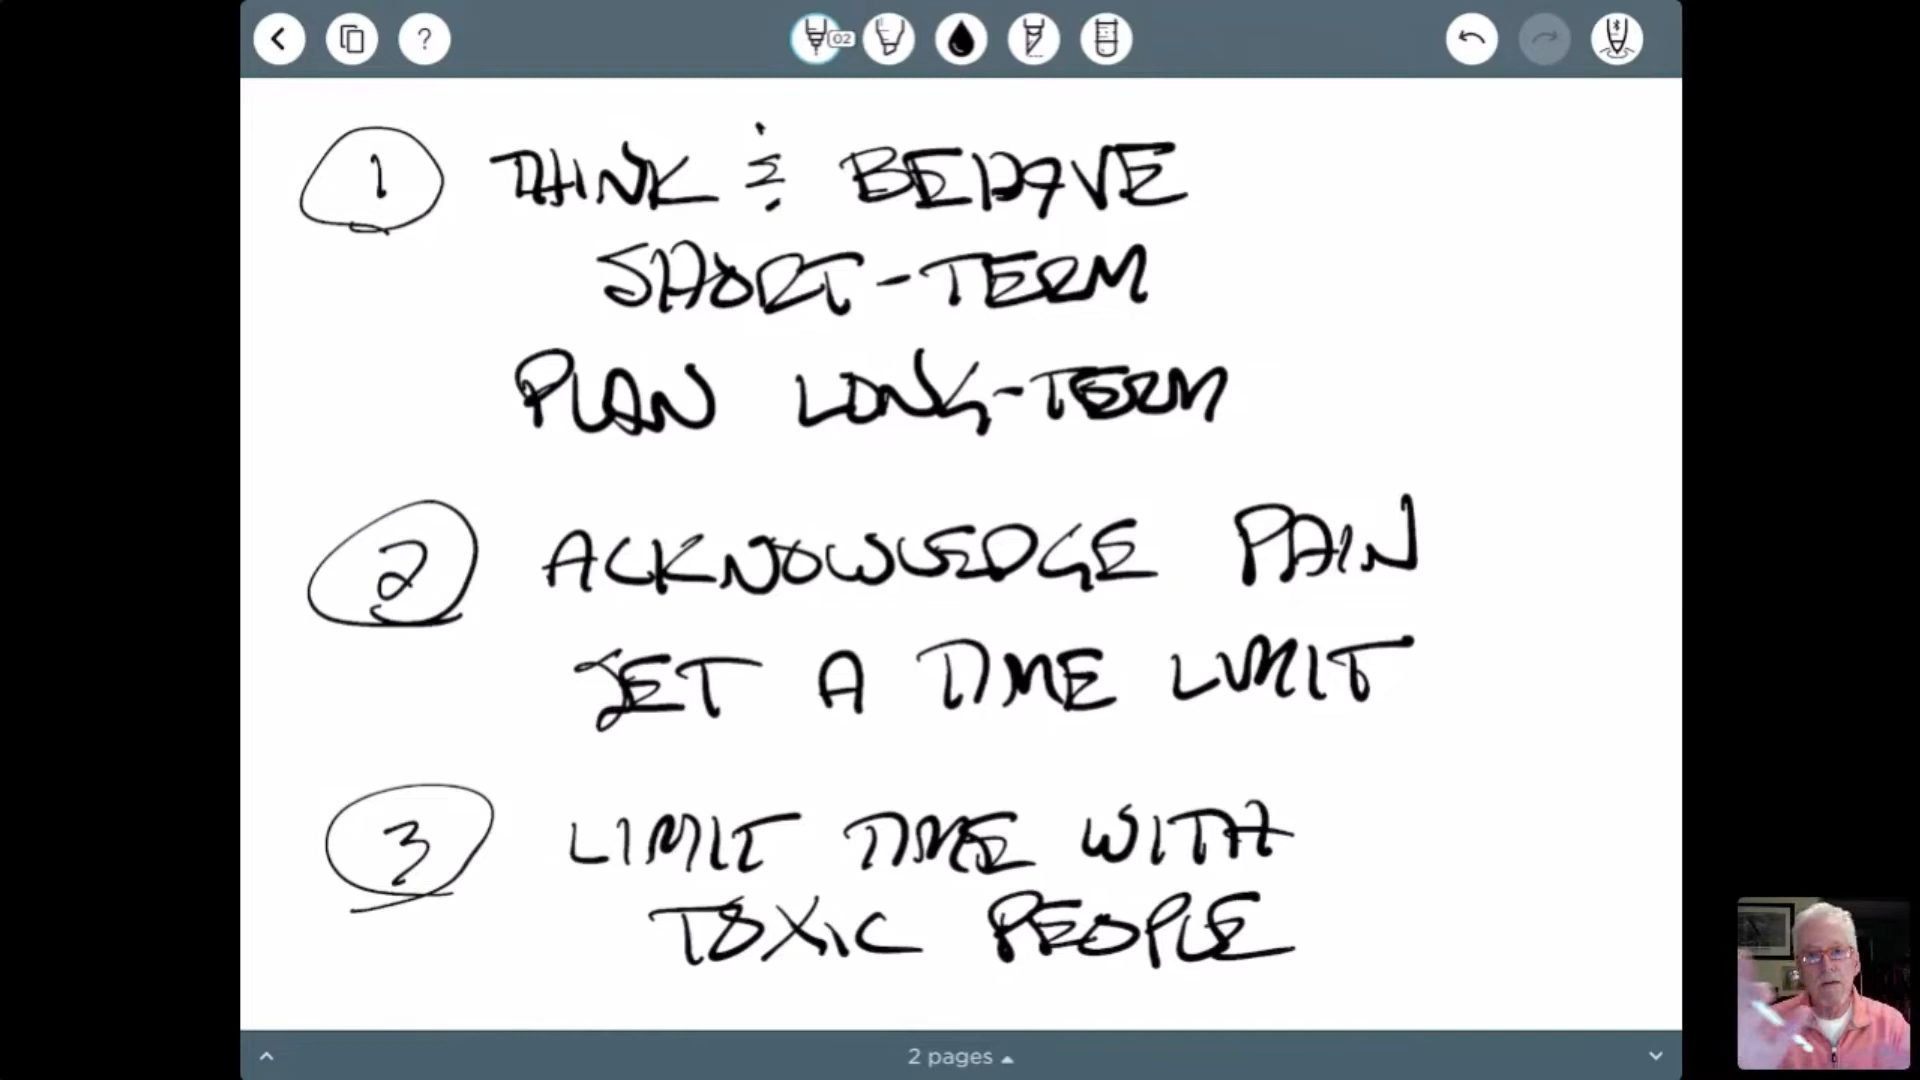 ?
02
1 THINK & BEHAVE
SHORT-TERM
PLAN LONG-TERM
2 ACKNOWLEDGE PAIN
SET A TIME LIMIT
3 LIMIT TIME WITH
TOXIC PEOPLE
2 pages